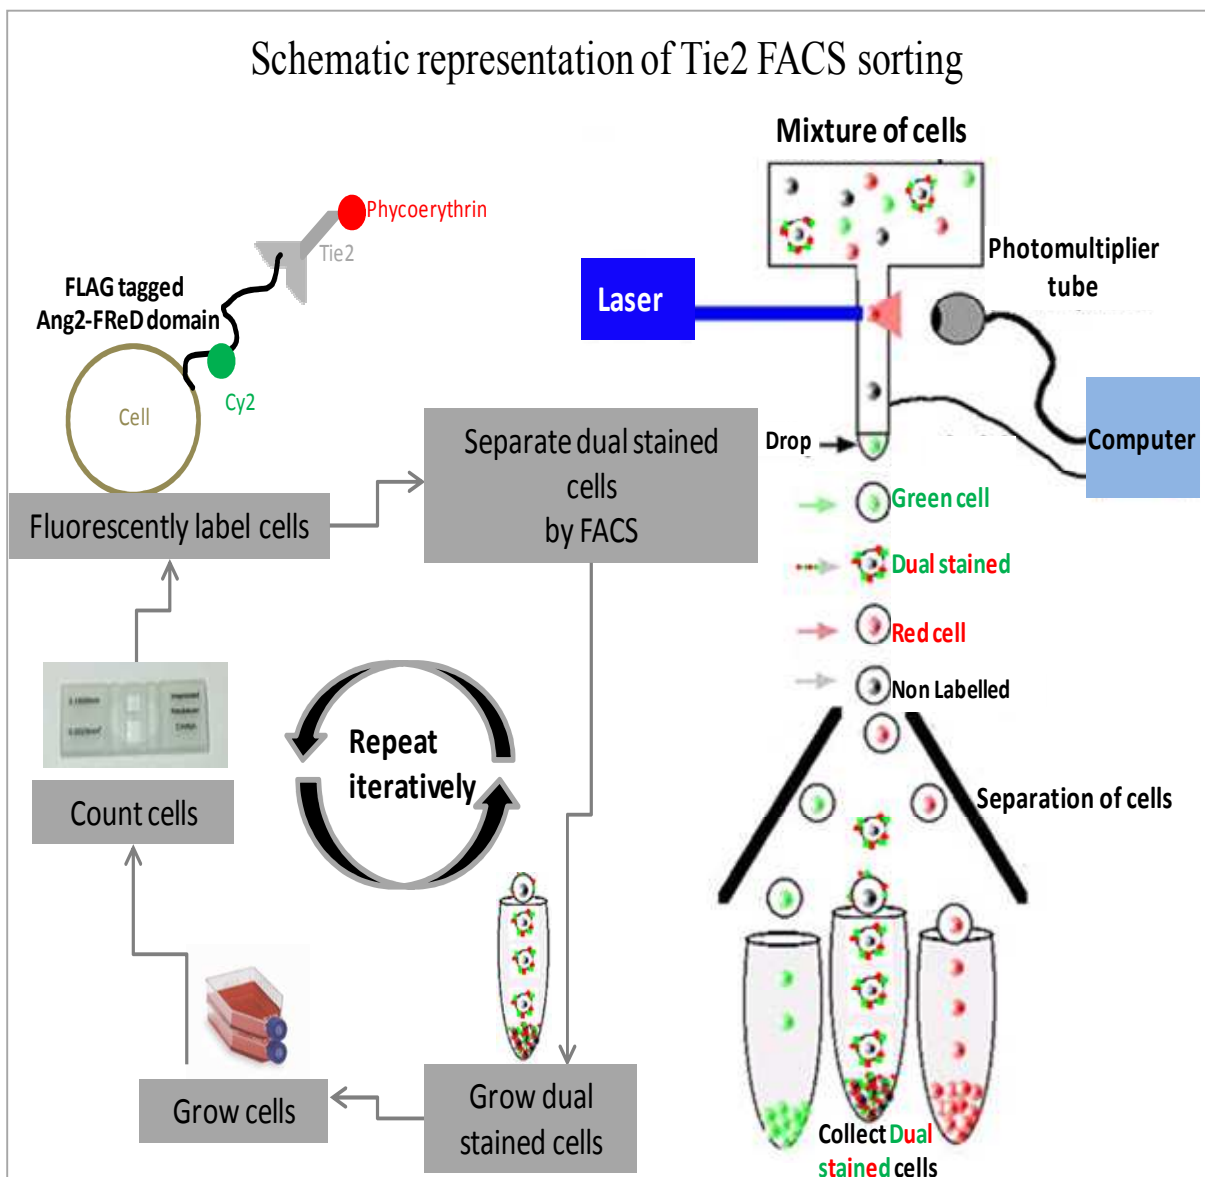 Schematic representation of Tie2 FACS sorting
Mixture of cells
Phycoerythrin
Tie2
FLAG tagged
Ang2-FReD domain
Cy2
Cell
Laser
Photomultiplier
tube
Computer
Drop
Green cell
Dual stained
Red cell
Non Labelled
Separation of cells
Collect Dual
stained cells
Fluorescently label cells
Separate dual stained
cells
by FACS
Count cells
Repeat
iteratively
Grow cells
Grow dual
stained cells